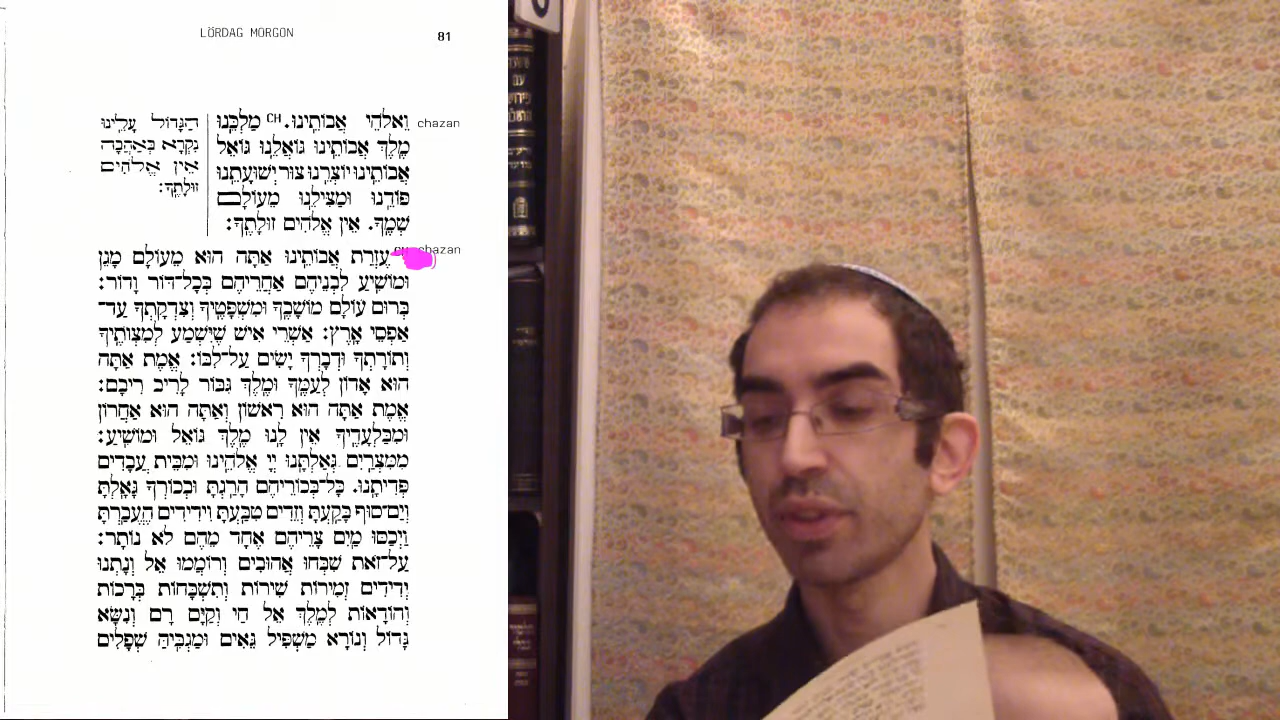 LÖRDAG MORGON
81
וֵאלֹהֵי אֲבוֹתֵינוּ. CH מַלְכֵּנוּ chazan
מֶלֶךְ אֲבוֹתֵינוּ גּוֹאֲלֵנוּ גּוֹאֵל
אֲבוֹתֵינוּ יוֹצְרֵנוּ צוּר יְשׁוּעָתֵנוּ
פּוֹדֵנוּ וּמַצִּילֵנוּ מֵעוֹלָם
שְׁמֶךָ. אֵין אֱלֹהִים זוּלָתֶךָ:
הַגָּדוֹל עָלֵינוּ
נִקְרָא בְּאַהֲבָה
אֵין אֱלֹהִים
זוּלָתֶךָ:
עֶזְרַת אֲבוֹתֵינוּ אַתָּה הוּא מֵעוֹלָם מָגֵן chazan
וּמוֹשִׁיעַ לִבְנֵיהֶם אַחֲרֵיהֶם בְּכָל־דּוֹר וָדוֹר:
בְּרוּם עוֹלָם מוֹשָׁבֶךָ וּמִשְׁפָּטֶיךָ וְצִדְקָתְךָ עַד־
אַפְסֵי אָרֶץ: אַשְׁרֵי אִישׁ שֶׁיִּשְׁמַע לְמִצְוֹתֶיךָ
וְתוֹרָתְךָ וּדְבָרְךָ יָשִׂים עַל־לִבּוֹ: אֱמֶת אַתָּה
הוּא אָדוֹן לְעַמֶּךָ וּמֶלֶךְ גִּבּוֹר לָרִיב רִיבָם:
אֱמֶת אַתָּה הוּא רִאשׁוֹן וְאַתָּה הוּא אַחֲרוֹן
וּמִבַּלְעָדֶיךָ אֵין לָנוּ מֶלֶךְ גּוֹאֵל וּמוֹשִׁיעַ:
מִמִּצְרַיִם גְּאַלְתָּנוּ יְיָ אֱלֹהֵינוּ וּמִבֵּית עֲבָדִים
פְּדִיתָנוּ. כָּל־בְּכוֹרֵיהֶם הָרָגְתָּ וּבְכוֹרְךָ גָּאָלְתָּ
וְיַם־סוּף בָּקַעְתָּ וְזֵדִים טִבַּעְתָּ וִידִידִים הֶעֱבַרְתָּ
וַיְכַסּוּ מַיִם צָרֵיהֶם אֶחָד מֵהֶם לֹא נוֹתָר:
עַל־זֹאת שִׁבְּחוּ אֲהוּבִים וְרוֹמְמוּ אֵל וְנָתְנוּ
יְדִידִים זְמִירוֹת שִׁירוֹת וְתִשְׁבָּחוֹת בְּרָכוֹת
וְהוֹדָאוֹת לְמֶלֶךְ אֵל חַי וְקַיָּם רָם וְנִשָּׂא
גָּדוֹל וְנוֹרָא מַשְׁפִּיל גֵּאִים וּמַגְבִּיהַּ שְׁפָלִים
עם